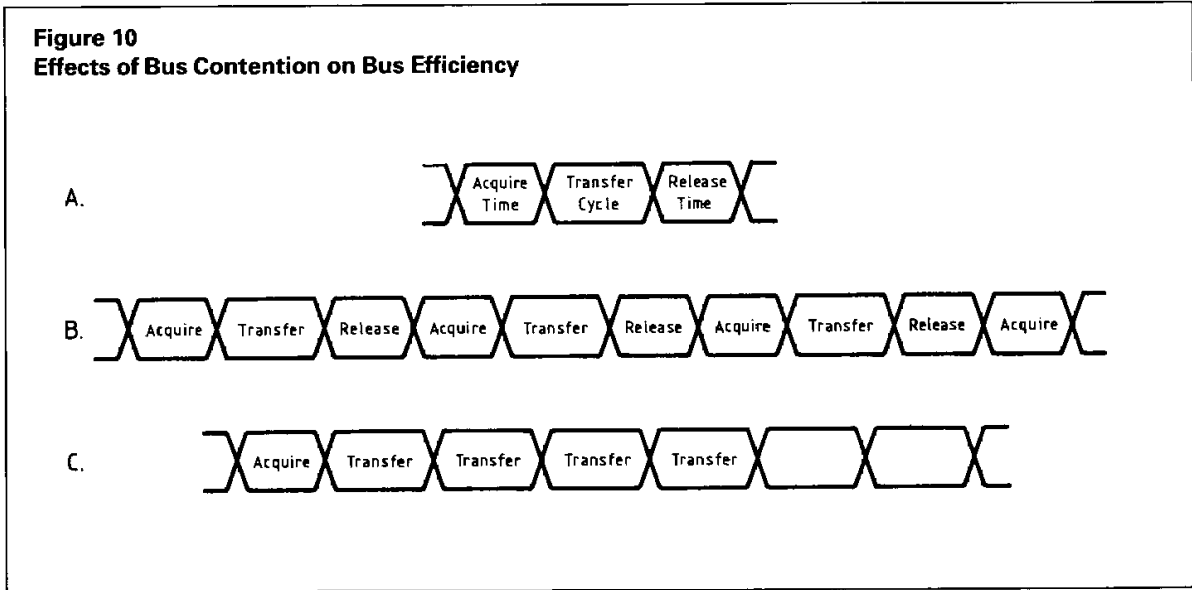 Figure 10
Effects of Bus Contention on Bus Efficiency
A.
Acquire Time
Transfer Cycle
Release Time
B.
Acquire
Transfer
Release
Acquire
Transfer
Release
Acquire
Transfer
Release
Acquire
C.
Acquire
Transfer
Transfer
Transfer
Transfer